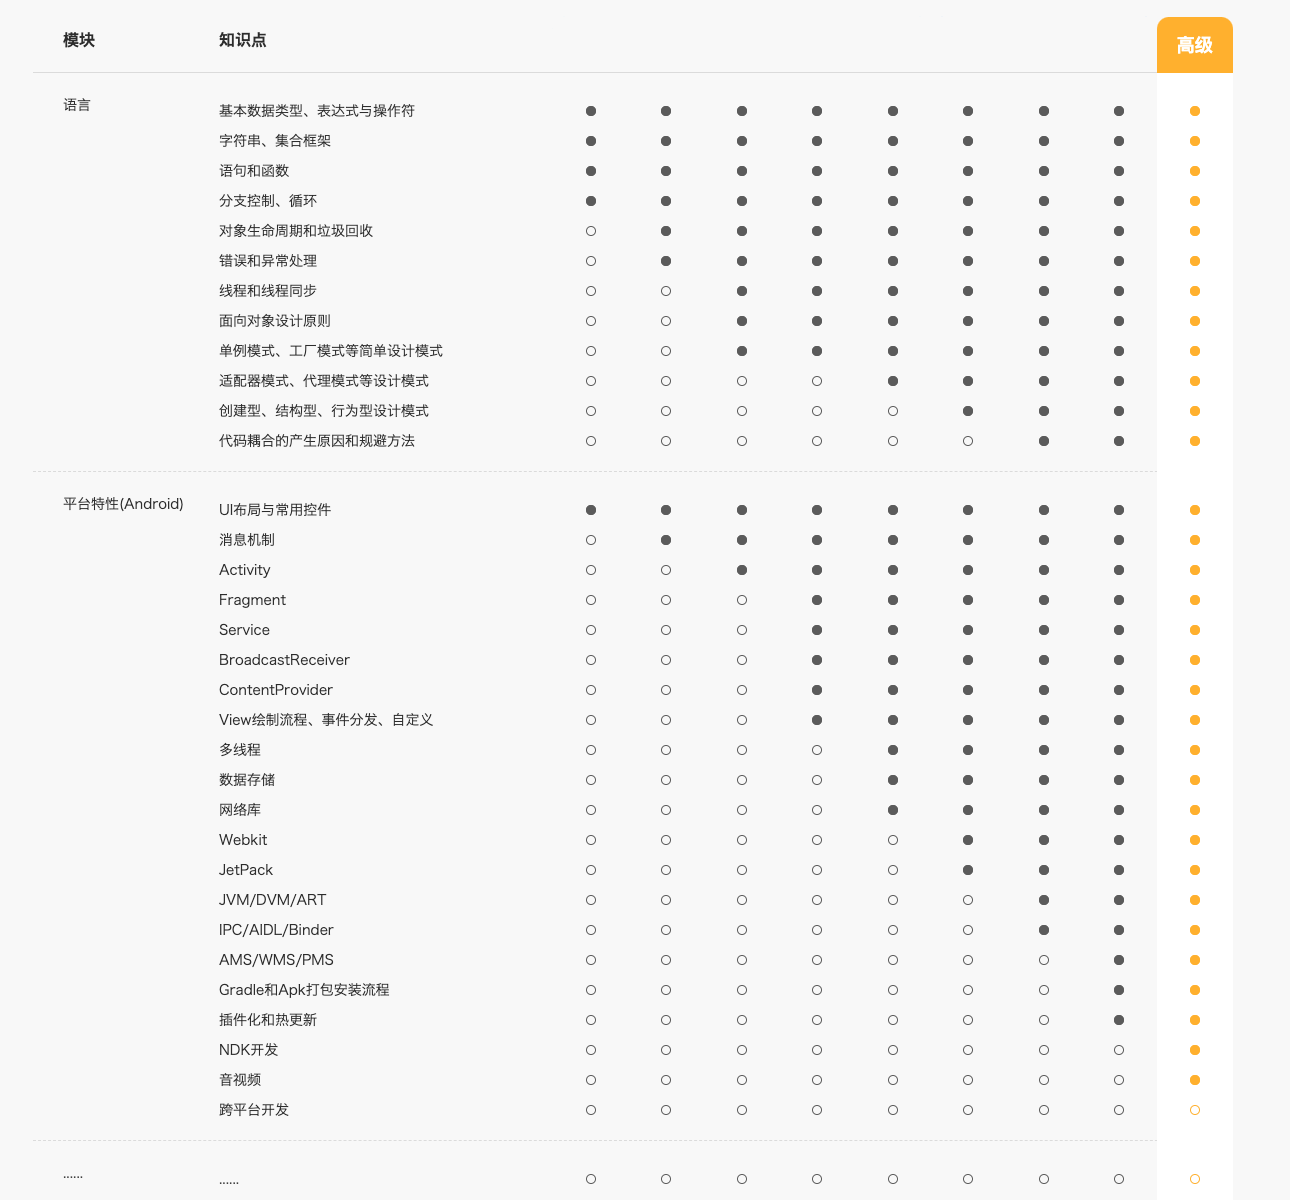 模块 知识点 高级
语言 基本数据类型、表达式与操作符
字符串、集合框架
语句和函数
分支控制、循环
对象生命周期和垃圾回收
错误和异常处理
线程和线程同步
面向对象设计原则
单例模式、工厂模式等简单设计模式
适配器模式、代理模式等设计模式
创建型、结构型、行为型设计模式
代码耦合的产生原因和规避方法
平台特性(Android) UI布局与常用控件
消息机制
Activity
Fragment
Service
BroadcastReceiver
ContentProvider
View绘制流程、事件分发、自定义
多线程
数据存储
网络库
Webkit
JetPack
JVM/DVM/ART
IPC/AIDL/Binder
AMS/WMS/PMS
Gradle和Apk打包安装流程
插件化和热更新
NDK开发
音视频
跨平台开发
...... ......